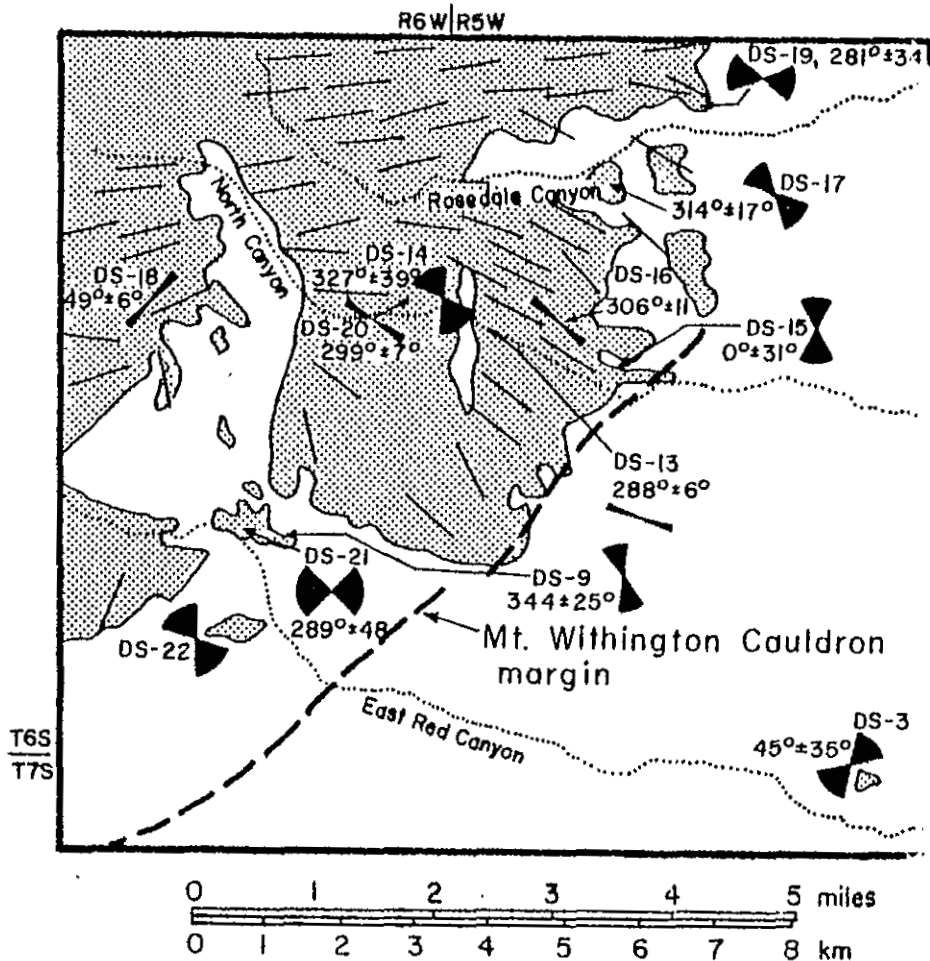 R6W R5W
DS-19, 281°±34
DS-17
Rosedale Canyon
314°±17°
North Canyon
DS-18
49°±6°
DS-14
327°±39°
DS-16
306°±11
DS-20
299°±7°
DS-15
0°±31°
DS-13
288°±6°
DS-21
289°±48
DS-9
344±25°
DS-22
Mt. Withington Cauldron
margin
East Red Canyon
DS-3
45°±35°
T6S
T7S
0 1 2 3 4 5 miles
0 1 2 3 4 5 6 7 8 km